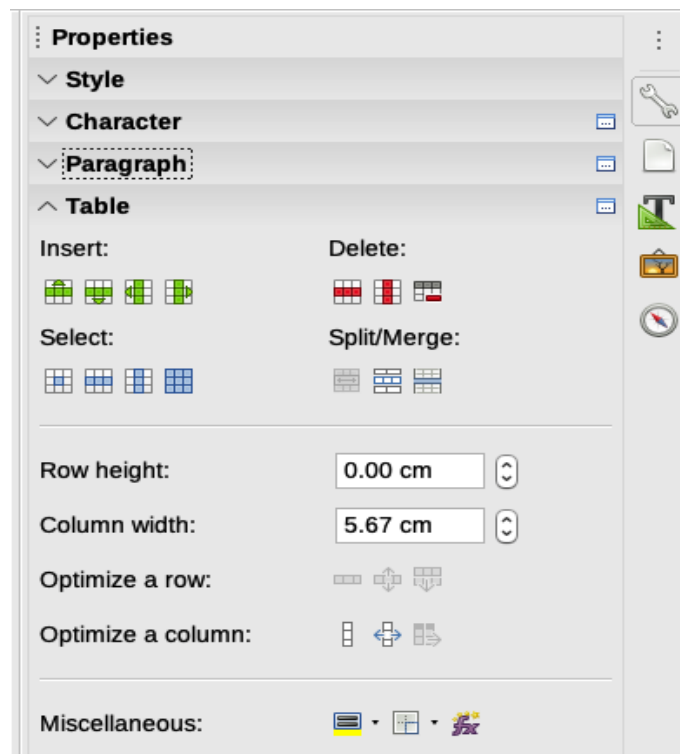 Properties
Style
Character
Paragraph
Table
Insert: Delete:
Select: Split/Merge:
Row height: 0.00 cm
Column width: 5.67 cm
Optimize a row:
Optimize a column:
Miscellaneous: